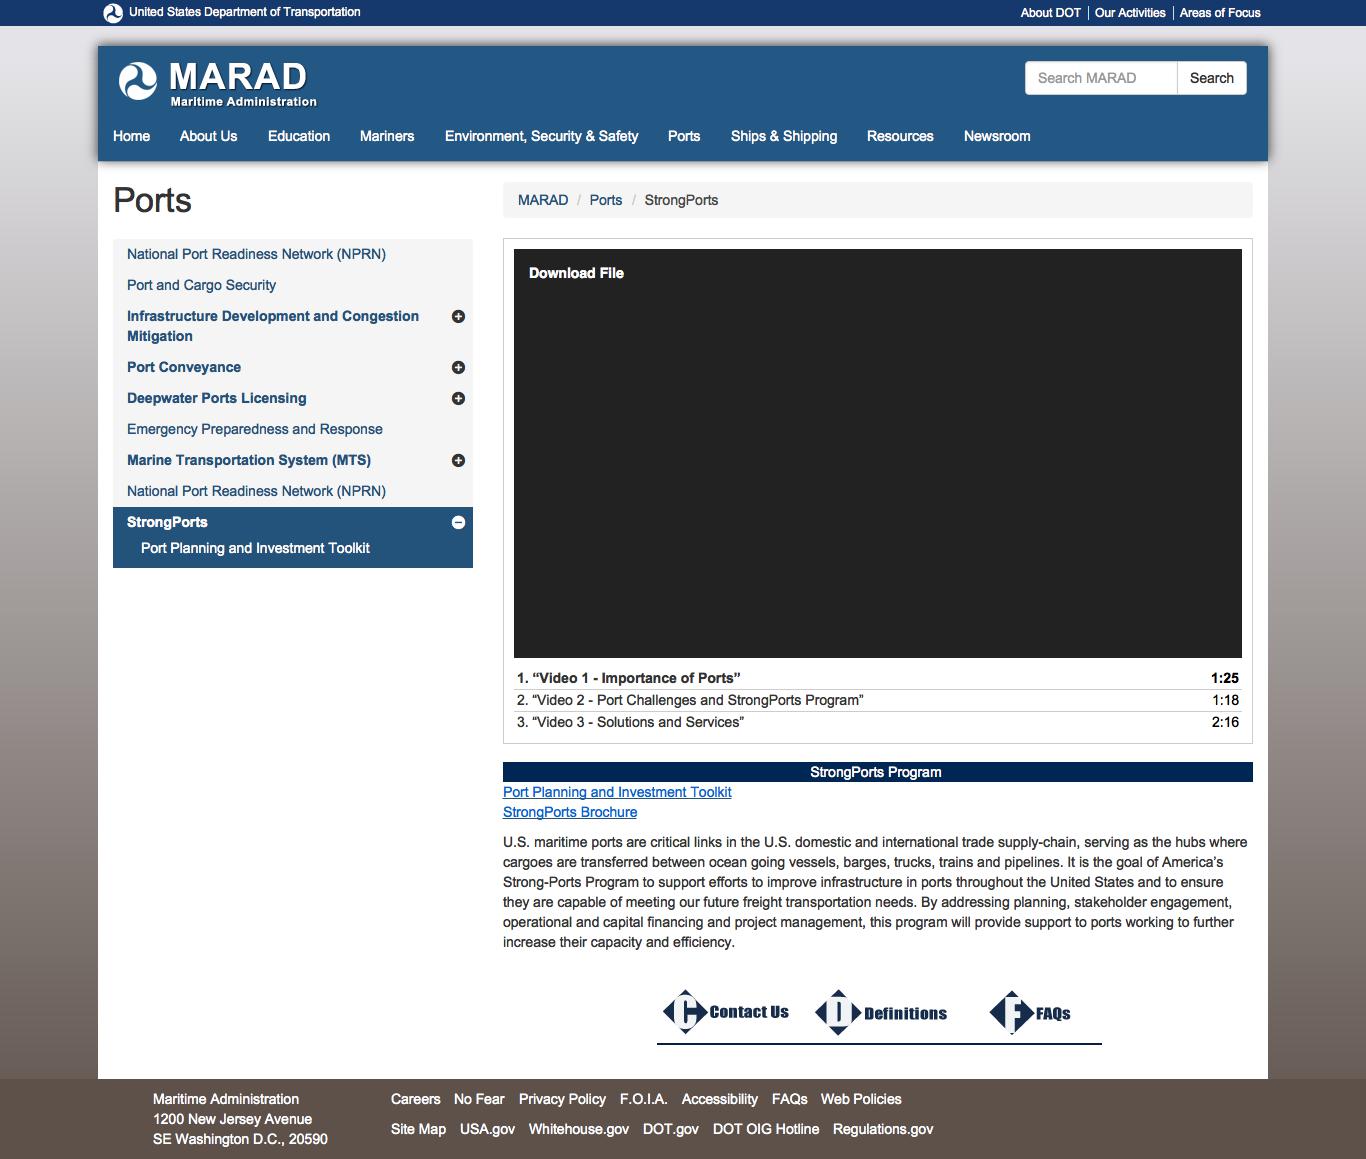 United States Department of Transportation
About DOT
Our Activities
Areas of Focus
MARAD
Maritime Administration
Search MARAD
Search
Home
About Us
Education
Mariners
Environment, Security & Safety
Ports
Ships & Shipping
Resources
Newsroom
Ports
MARAD / Ports / StrongPorts
National Port Readiness Network (NPRN)
Port and Cargo Security
Infrastructure Development and Congestion
Mitigation
Port Conveyance
Deepwater Ports Licensing
Emergency Preparedness and Response
Marine Transportation System (MTS)
National Port Readiness Network (NPRN)
StrongPorts
Port Planning and Investment Toolkit
Download File
1. “Video 1 - Importance of Ports” 1:25
2. “Video 2 - Port Challenges and StrongPorts Program” 1:18
3. “Video 3 - Solutions and Services” 2:16
StrongPorts Program
Port Planning and Investment Toolkit
StrongPorts Brochure
U.S. maritime ports are critical links in the U.S. domestic and international trade supply-chain, serving as the hubs where
cargoes are transferred between ocean going vessels, barges, trucks, trains and pipelines. It is the goal of America’s
Strong-Ports Program to support efforts to improve infrastructure in ports throughout the United States and to ensure
they are capable of meeting our future freight transportation needs. By addressing planning, stakeholder engagement,
operational and capital financing and project management, this program will provide support to ports working to further
increase their capacity and efficiency.
C Contact Us
D Definitions
F FAQs
Maritime Administration
1200 New Jersey Avenue
SE Washington D.C., 20590
Careers No Fear Privacy Policy F.O.I.A. Accessibility FAQs Web Policies
Site Map USA.gov Whitehouse.gov DOT.gov DOT OIG Hotline Regulations.gov